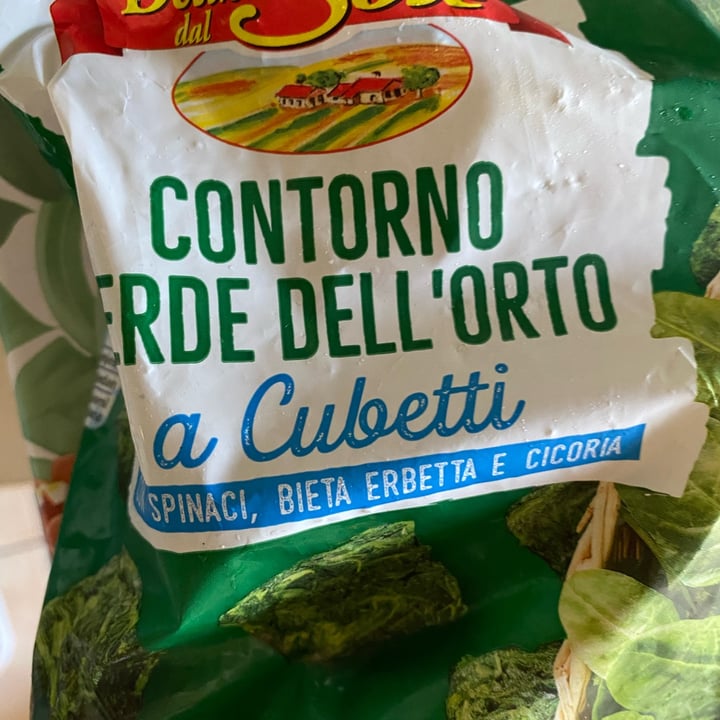 dal
CONTORNO
ERDE DELL'ORTO
a Cubetti
SPINACI, BIETA ERBETTA E CICORIA